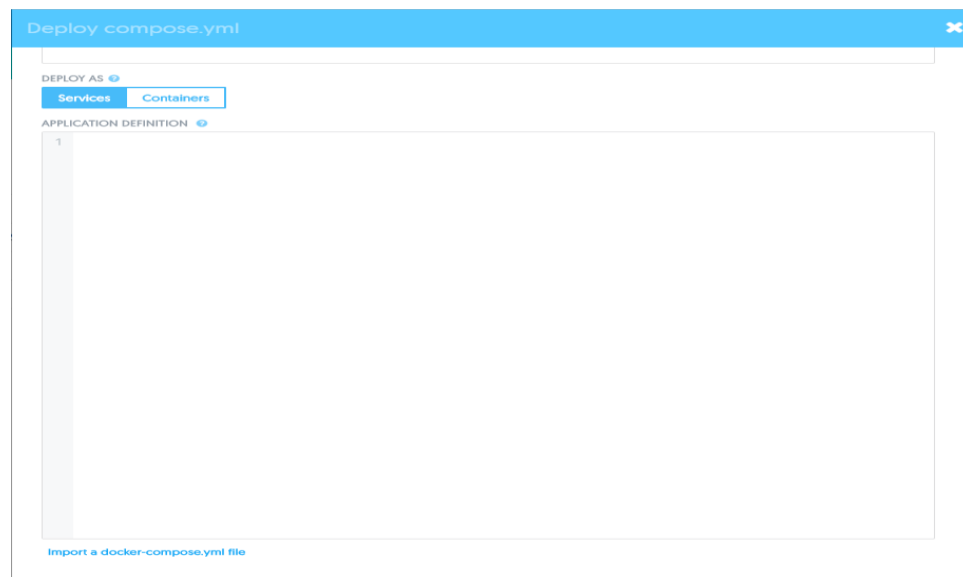 Deploy compose.yml
DEPLOY AS
Services Containers
APPLICATION DEFINITION
1
Import a docker-compose.yml file